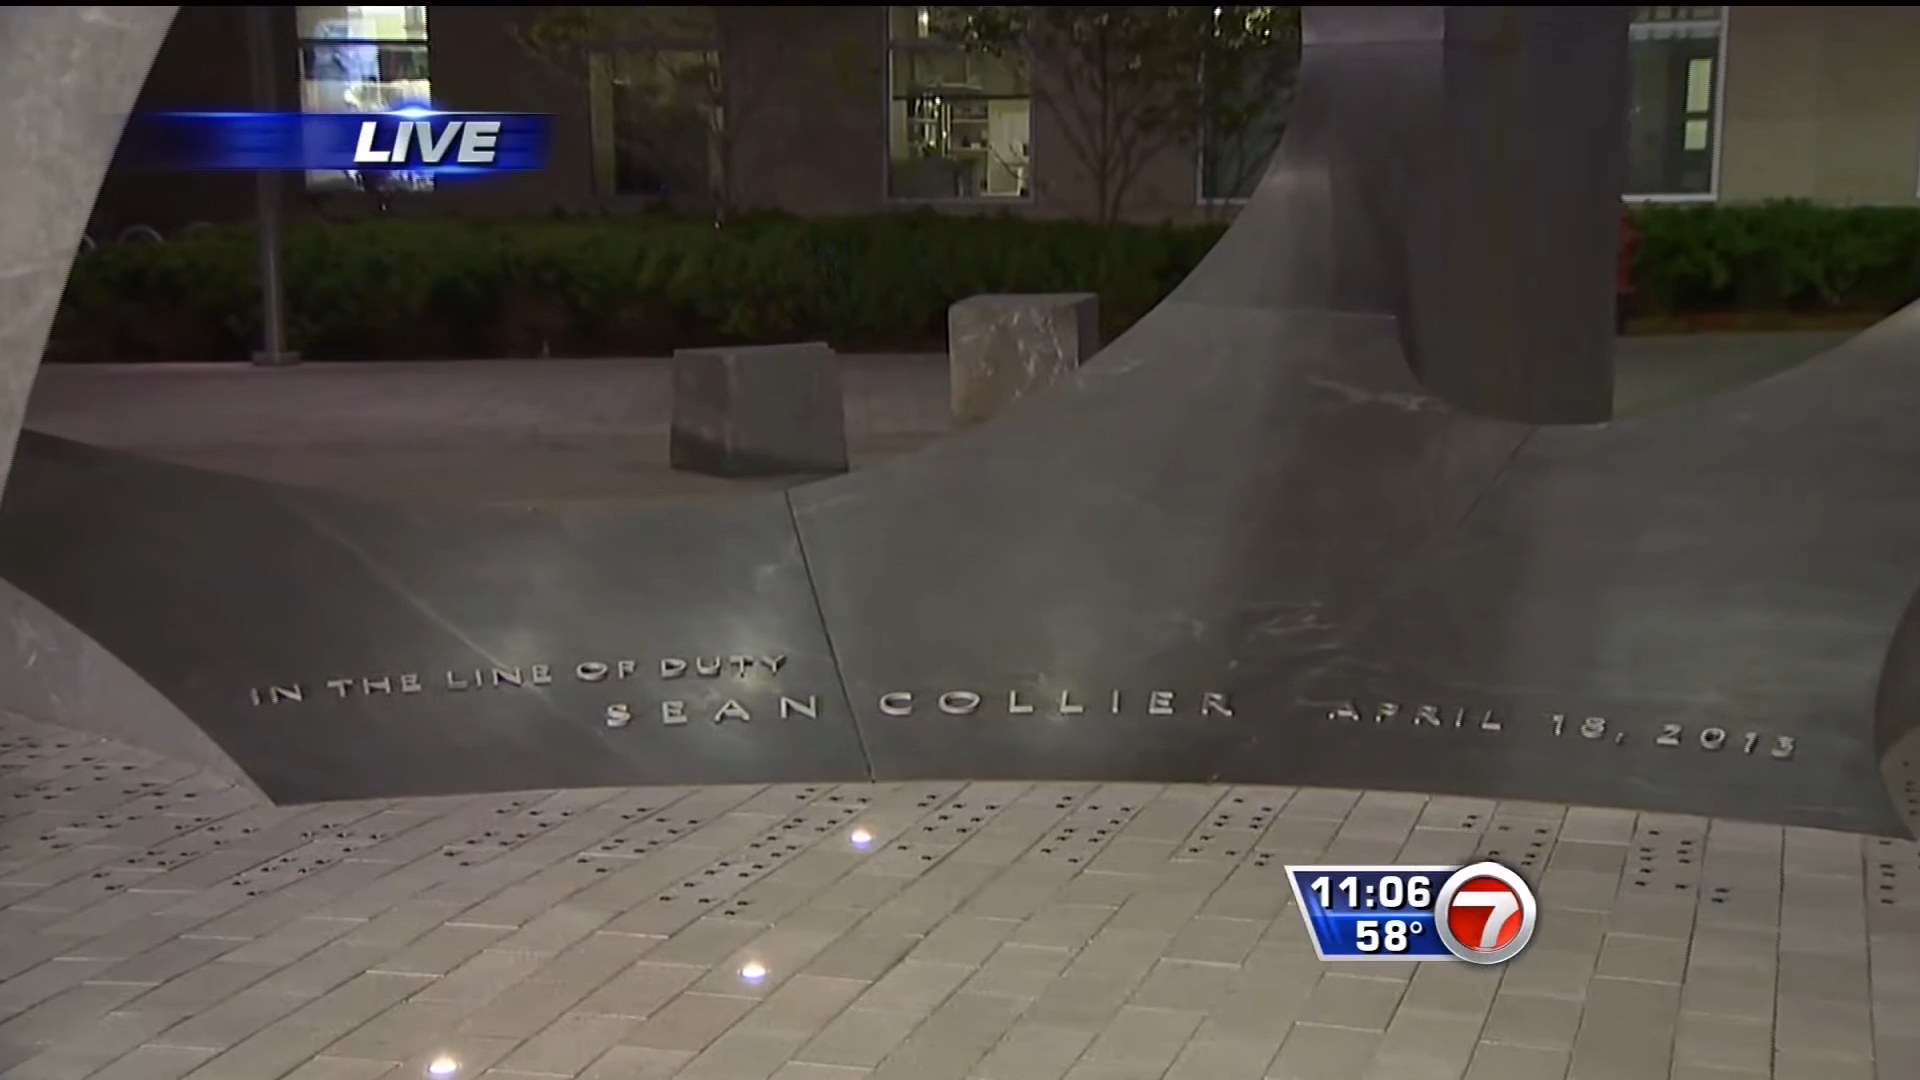 LIVE
IN THE LINE OF DUTY
SEAN COLLIER APRIL 18, 2013
11:06
58°
7